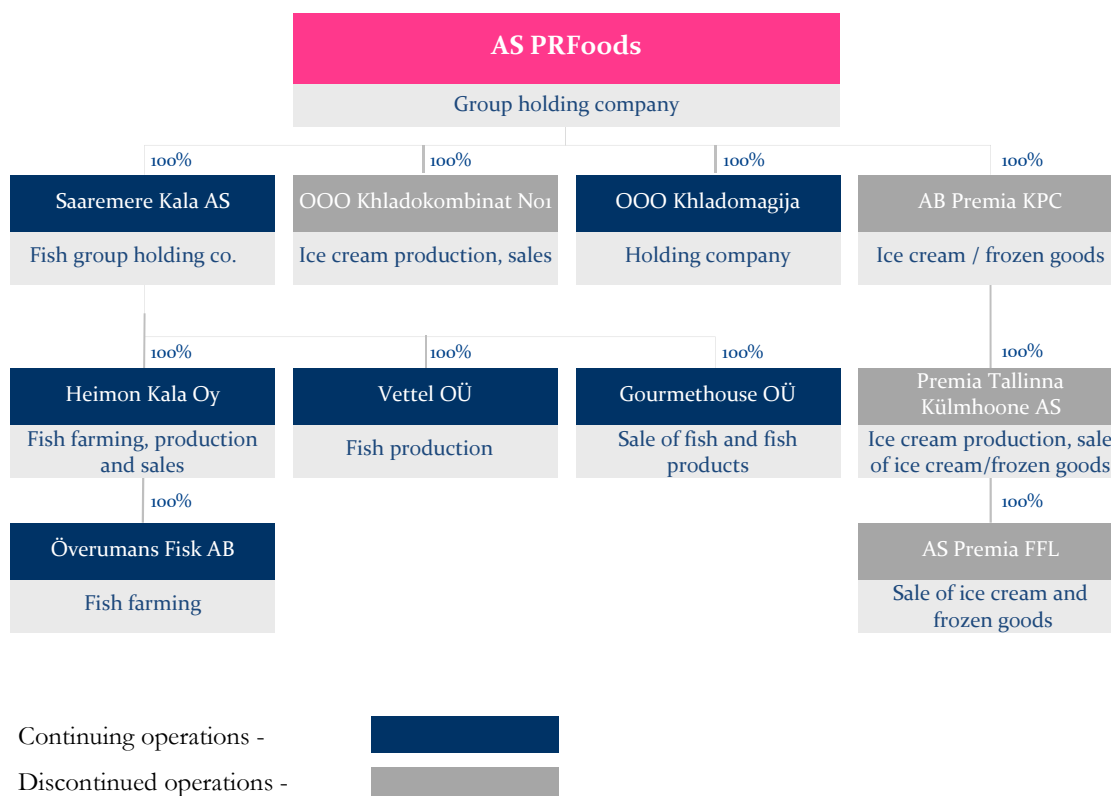 AS PRFoods
Group holding company
100%
100%
100%
100%
Saaremere Kala AS
OOO Khladokombinat No1
OOO Khladomagija
AB Premia KPC
Fish group holding co.
Ice cream production, sales
Holding company
Ice cream / frozen goods
100%
100%
100%
100%
Heimon Kala Oy
Vettel OÜ
Gourmethouse OÜ
Premia Tallinna
Külmhoone AS
Fish farming, production
and sales
Fish production
Sale of fish and fish
products
Ice cream production, sale
of ice cream/frozen goods
100%
100%
Överumans Fisk AB
AS Premia FFL
Fish farming
Sale of ice cream and
frozen goods
Continuing operations -
Discontinued operations -